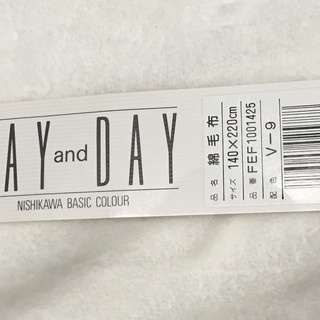 AY and DAY
NISHIKAWA BASIC COLOUR
品名 綿毛布
サイズ 140×220cm
品番 FEF1001425
配色 V-9